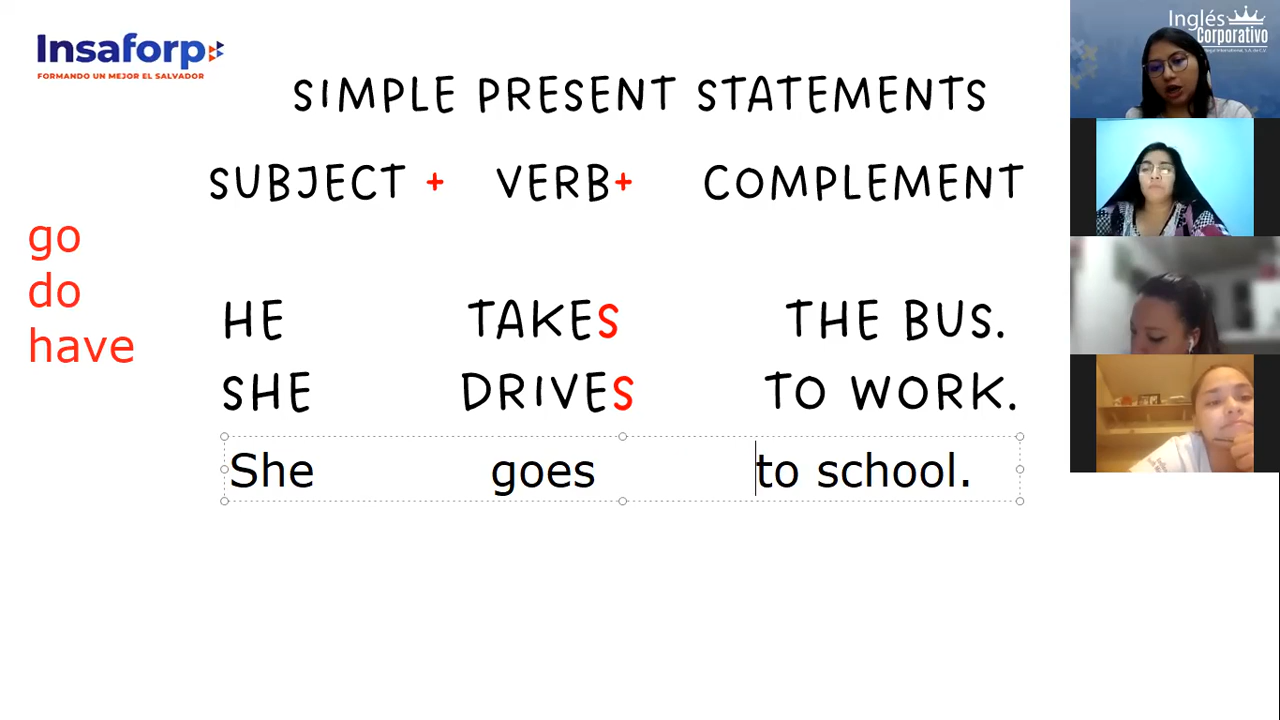 Insaforp
FORMANDO UN MEJOR EL SALVADOR
Inglés
Corporativo
SIMPLE PRESENT STATEMENTS
SUBJECT + VERB+ COMPLEMENT
go
do
have
HE TAKES THE BUS.
SHE DRIVES TO WORK.
She goes to school.